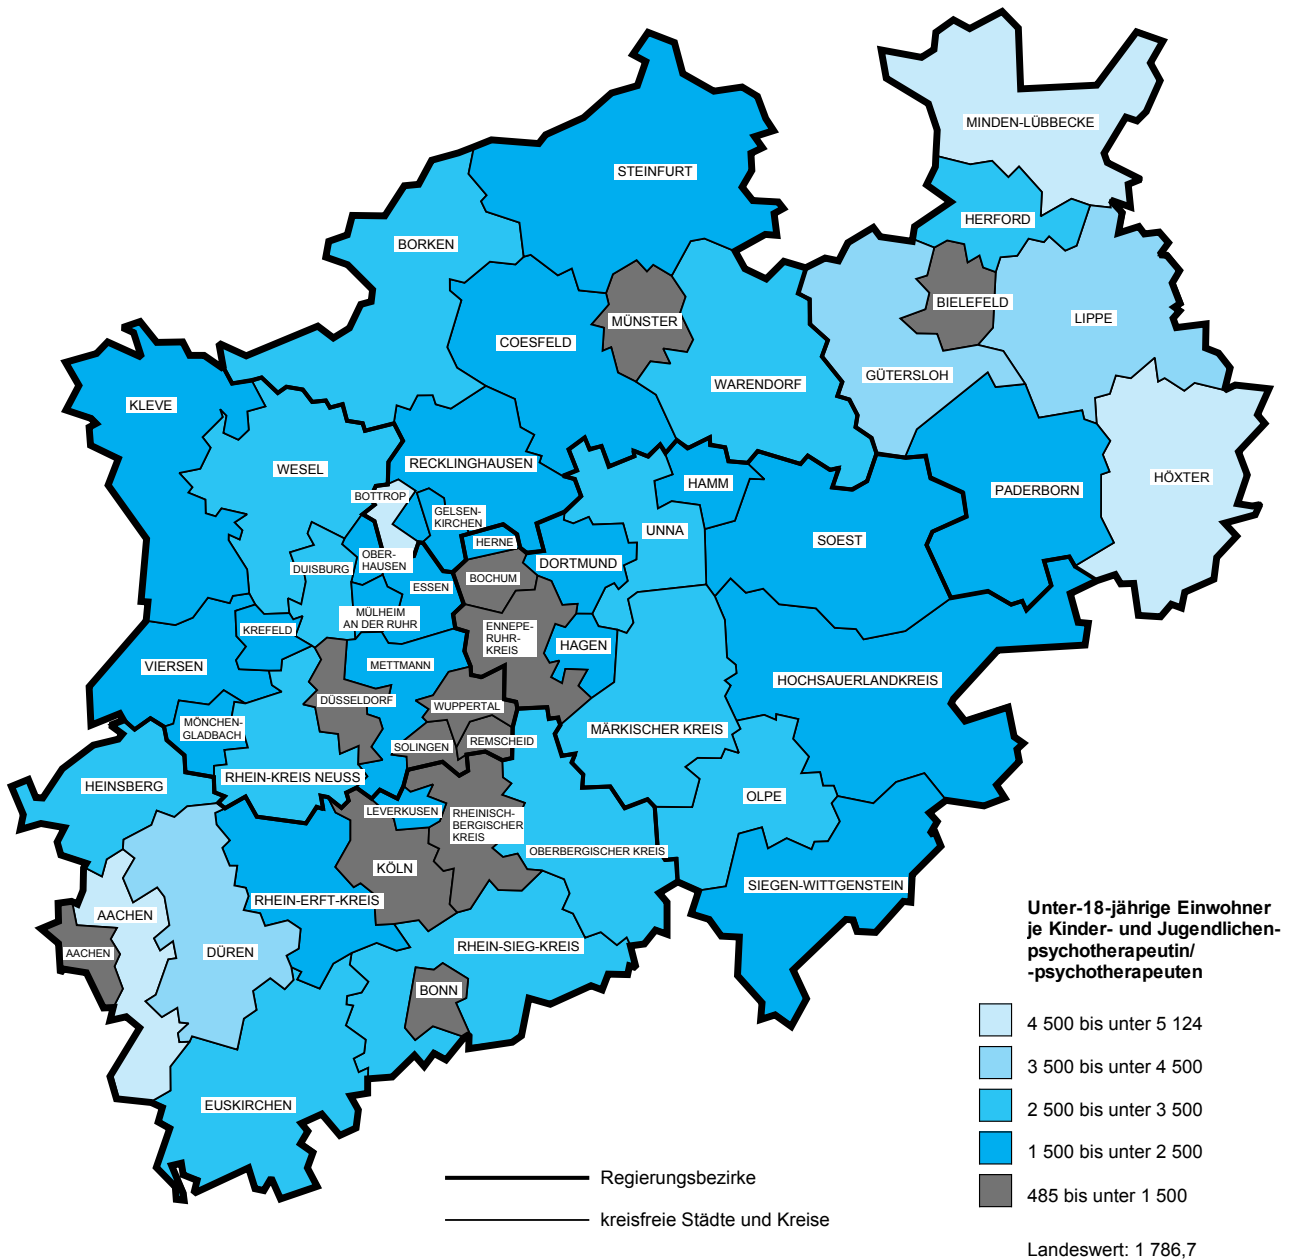 MINDEN-LÜBBECKE
STEINFURT
HERFORD
BORKEN
BIELEFELD
LIPPE
MÜNSTER
COESFELD
GÜTERSLOH
WARENDORF
KLEVE
RECKLINGHAUSEN
WESEL
HÖXTER
HAMM
PADERBORN
BOTTROP
GELSEN-
KIRCHEN
UNNA
SOEST
HERNE
OBER-
HAUSEN
DORTMUND
DUISBURG
BOCHUM
ESSEN
MÜLHEIM
AN DER RUHR
KREFELD
ENNEPE-
RUHR-
KREIS
HAGEN
VIERSEN
METTMANN
HOCHSAUERLANDKREIS
DÜSSELDORF
WUPPERTAL
MÖNCHEN-
GLADBACH
MÄRKISCHER KREIS
SOLINGEN
REMSCHEID
RHEIN-KREIS NEUSS
HEINSBERG
OLPE
LEVERKUSEN
RHEINISCH-
BERGISCHER
KREIS
OBERBERGISCHER KREIS
KÖLN
SIEGEN-WITTGENSTEIN
RHEIN-ERFT-KREIS
AACHEN
RHEIN-SIEG-KREIS
AACHEN
DÜREN
BONN
EUSKIRCHEN
Unter-18-jährige Einwohner
je Kinder- und Jugendlichen-
psychotherapeutin/
-psychotherapeuten
4 500 bis unter 5 124
3 500 bis unter 4 500
2 500 bis unter 3 500
1 500 bis unter 2 500
485 bis unter 1 500
Landeswert: 1 786,7
Regierungsbezirke
kreisfreie Städte und Kreise